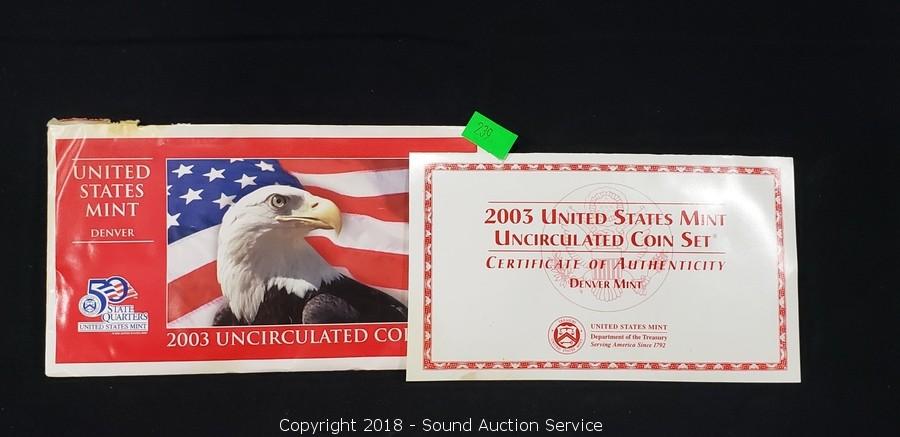 239
UNITED
STATES
MINT
DENVER
50
STATE
QUARTERS
UNITED STATES MINT
2003 UNCIRCULATED CO
2003 UNITED STATES MINT
UNCIRCULATED COIN SET®
CERTIFICATE OF AUTHENTICITY
DENVER MINT
UNITED STATES MINT
Department of the Treasury
Serving America Since 1792
Copyright 2018 - Sound Auction Service